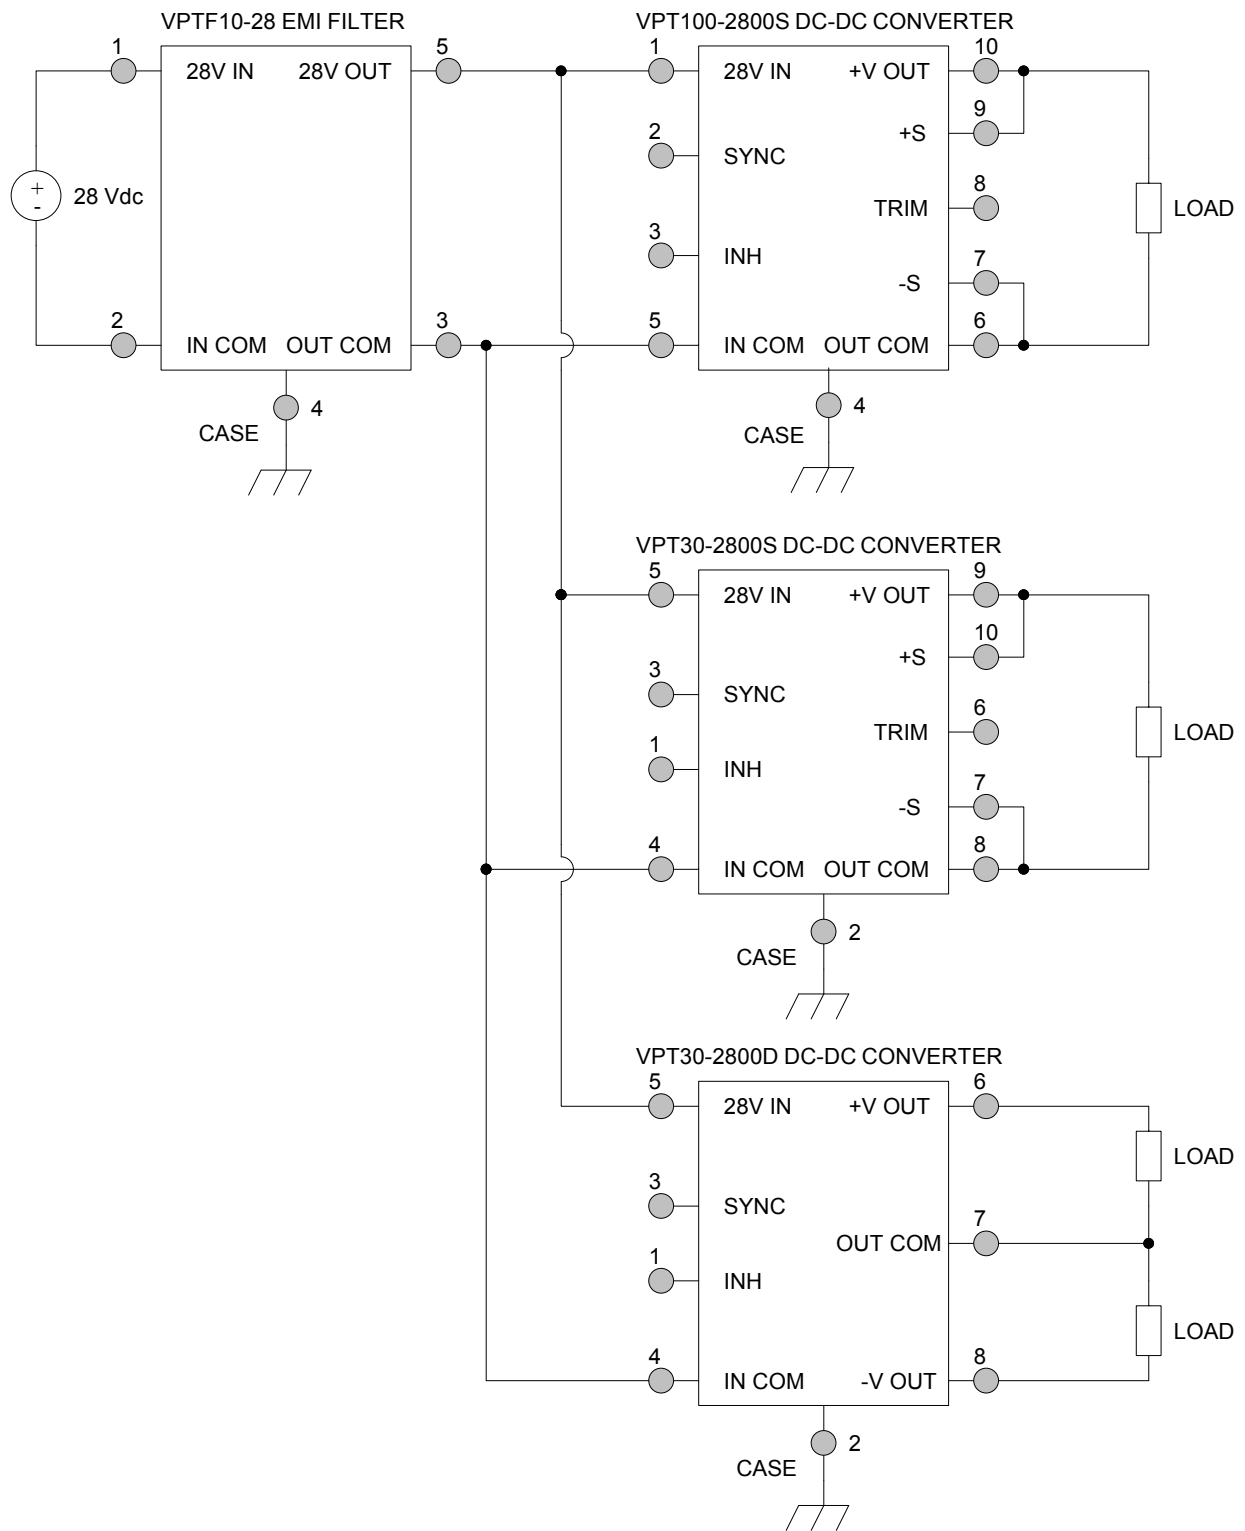 VPTF10-28 EMI FILTER
1
5
28V IN
28V OUT
+
-
28 Vdc
2
3
IN COM
OUT COM
4
CASE
VPT100-2800S DC-DC CONVERTER
1
10
28V IN
+V OUT
9
+S
2
SYNC
8
TRIM
LOAD
3
INH
7
-S
5
6
IN COM
OUT COM
4
CASE
VPT30-2800S DC-DC CONVERTER
5
9
28V IN
+V OUT
10
+S
3
SYNC
6
TRIM
LOAD
1
INH
7
-S
4
8
IN COM
OUT COM
2
CASE
VPT30-2800D DC-DC CONVERTER
5
6
28V IN
+V OUT
LOAD
3
SYNC
7
OUT COM
1
INH
LOAD
4
8
IN COM
-V OUT
2
CASE